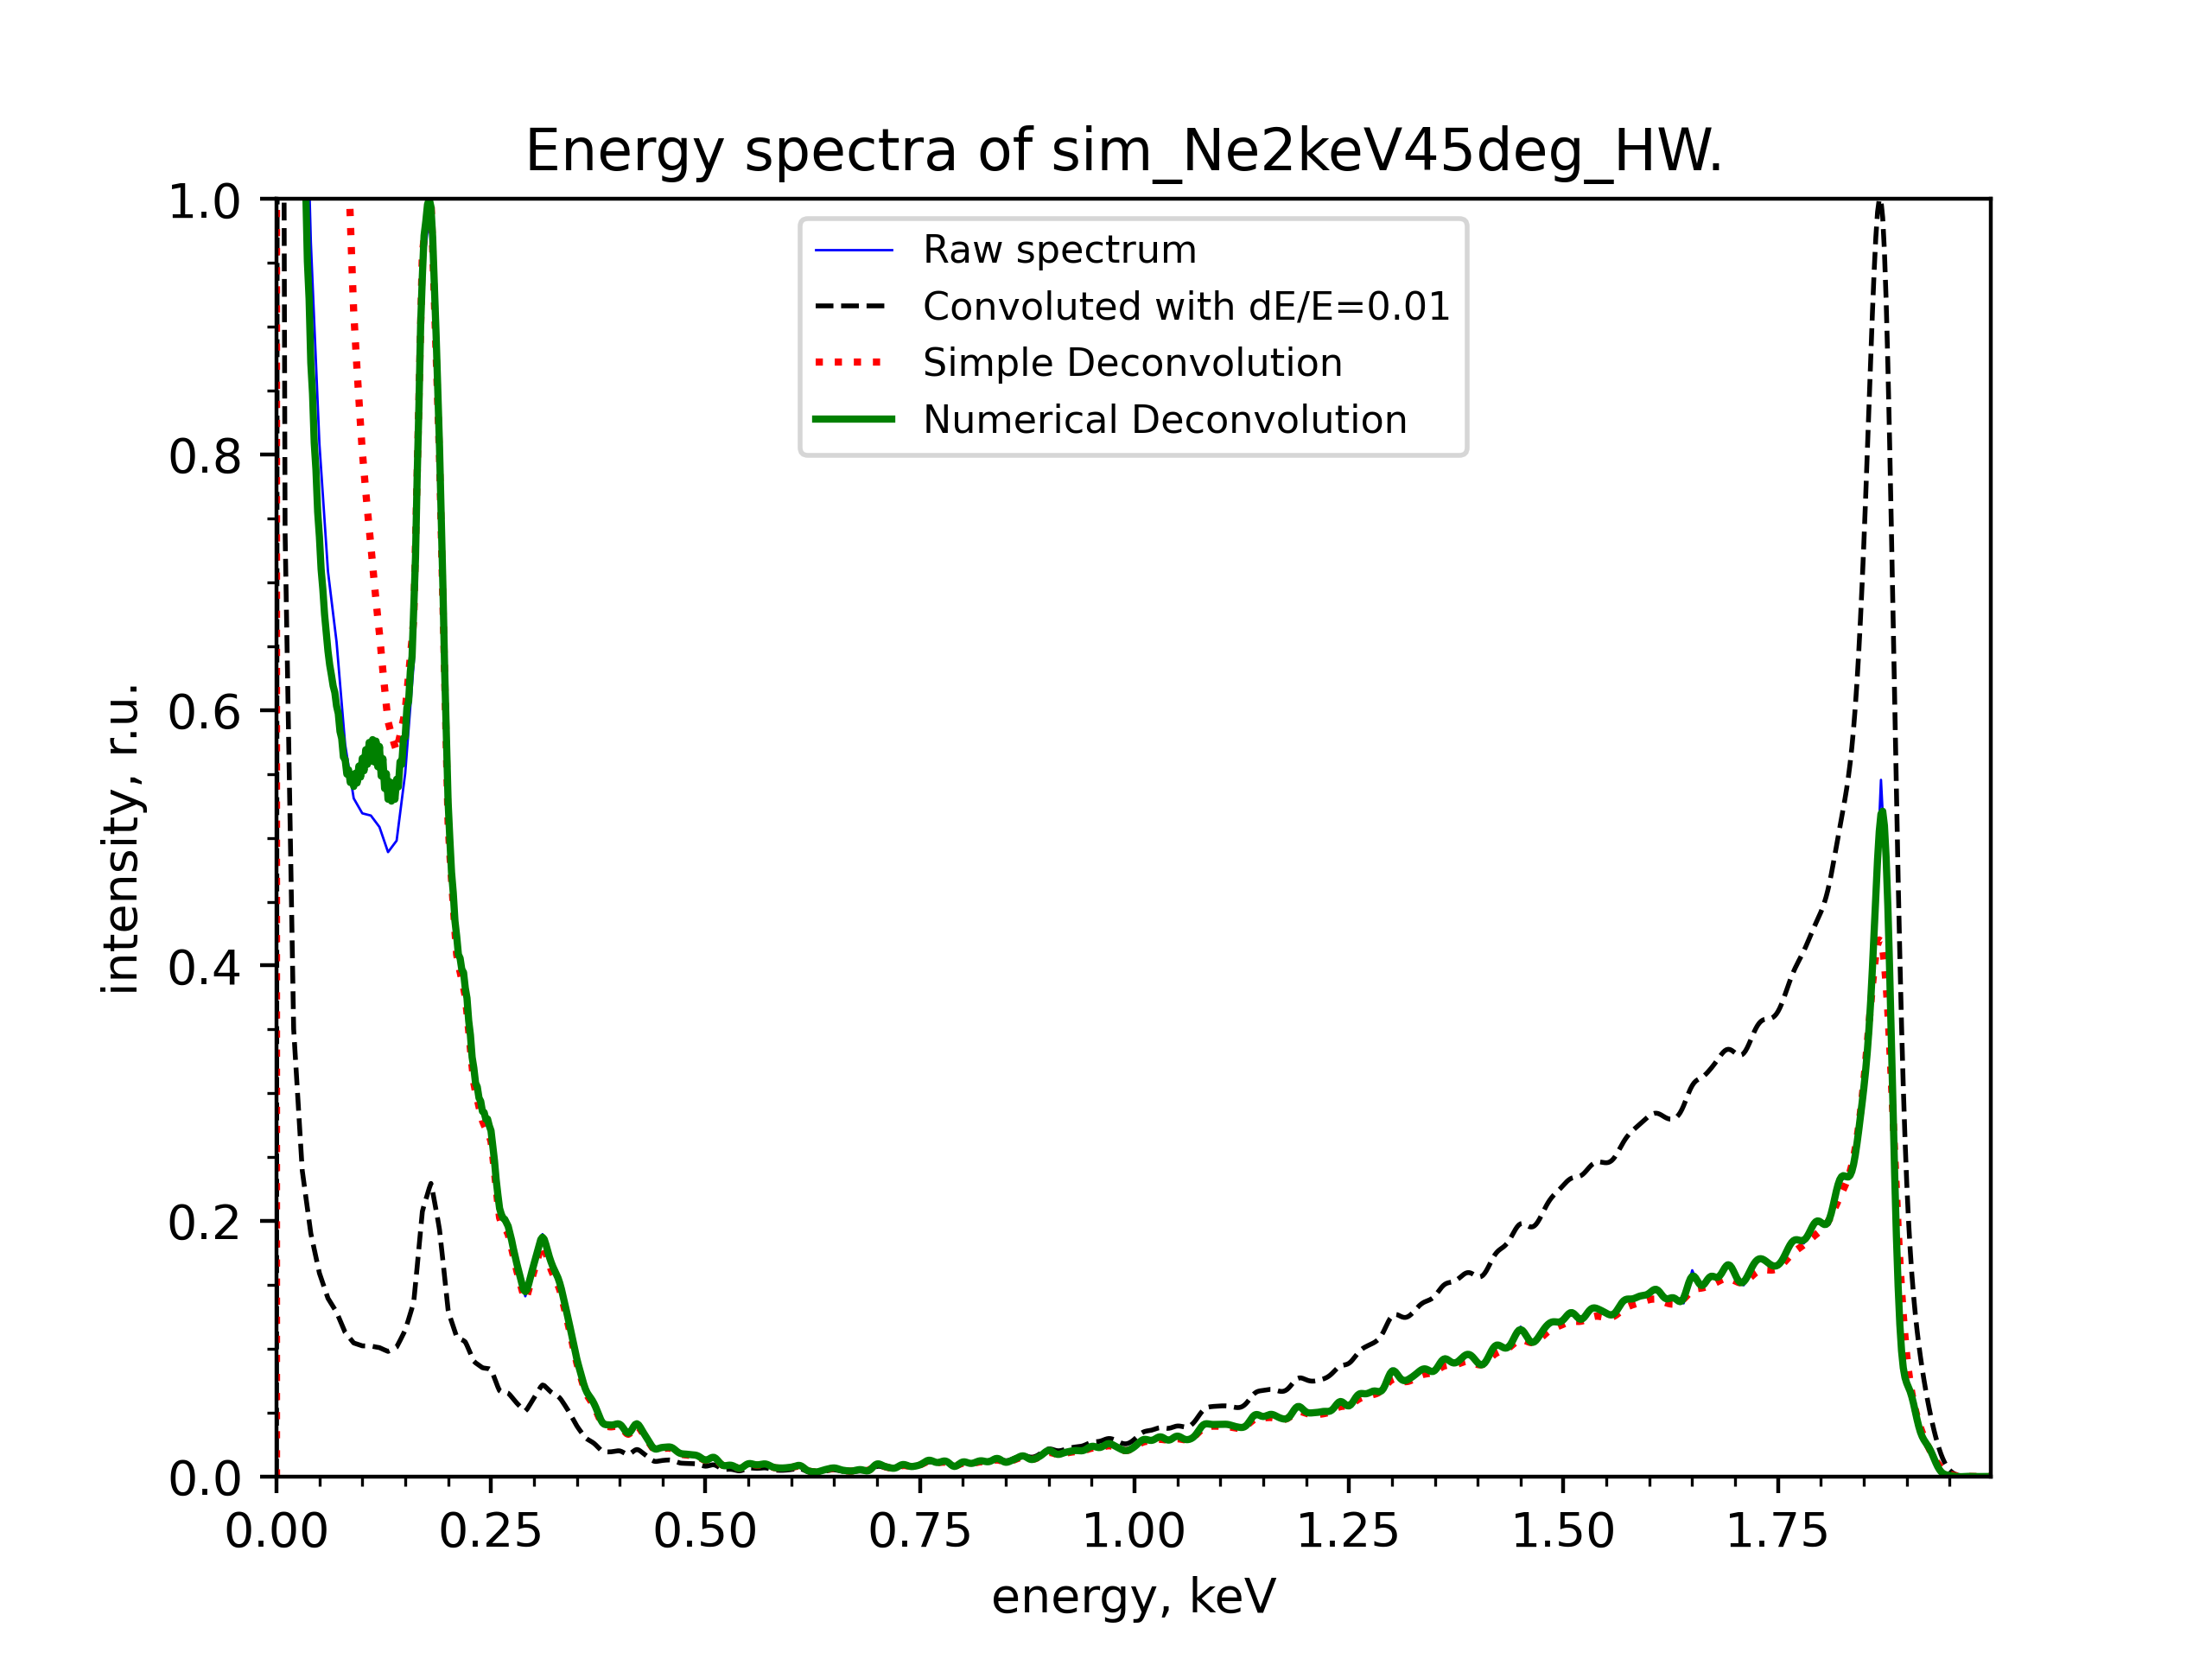 Energy spectra of sim_Ne2keV45deg_HW.
1.0
0.8
0.6
0.4
0.2
0.0
intensity, r.u.
Raw spectrum
Convoluted with dE/E=0.01
Simple Deconvolution
Numerical Deconvolution
0.00 0.25 0.50 0.75 1.00 1.25 1.50 1.75
energy, keV